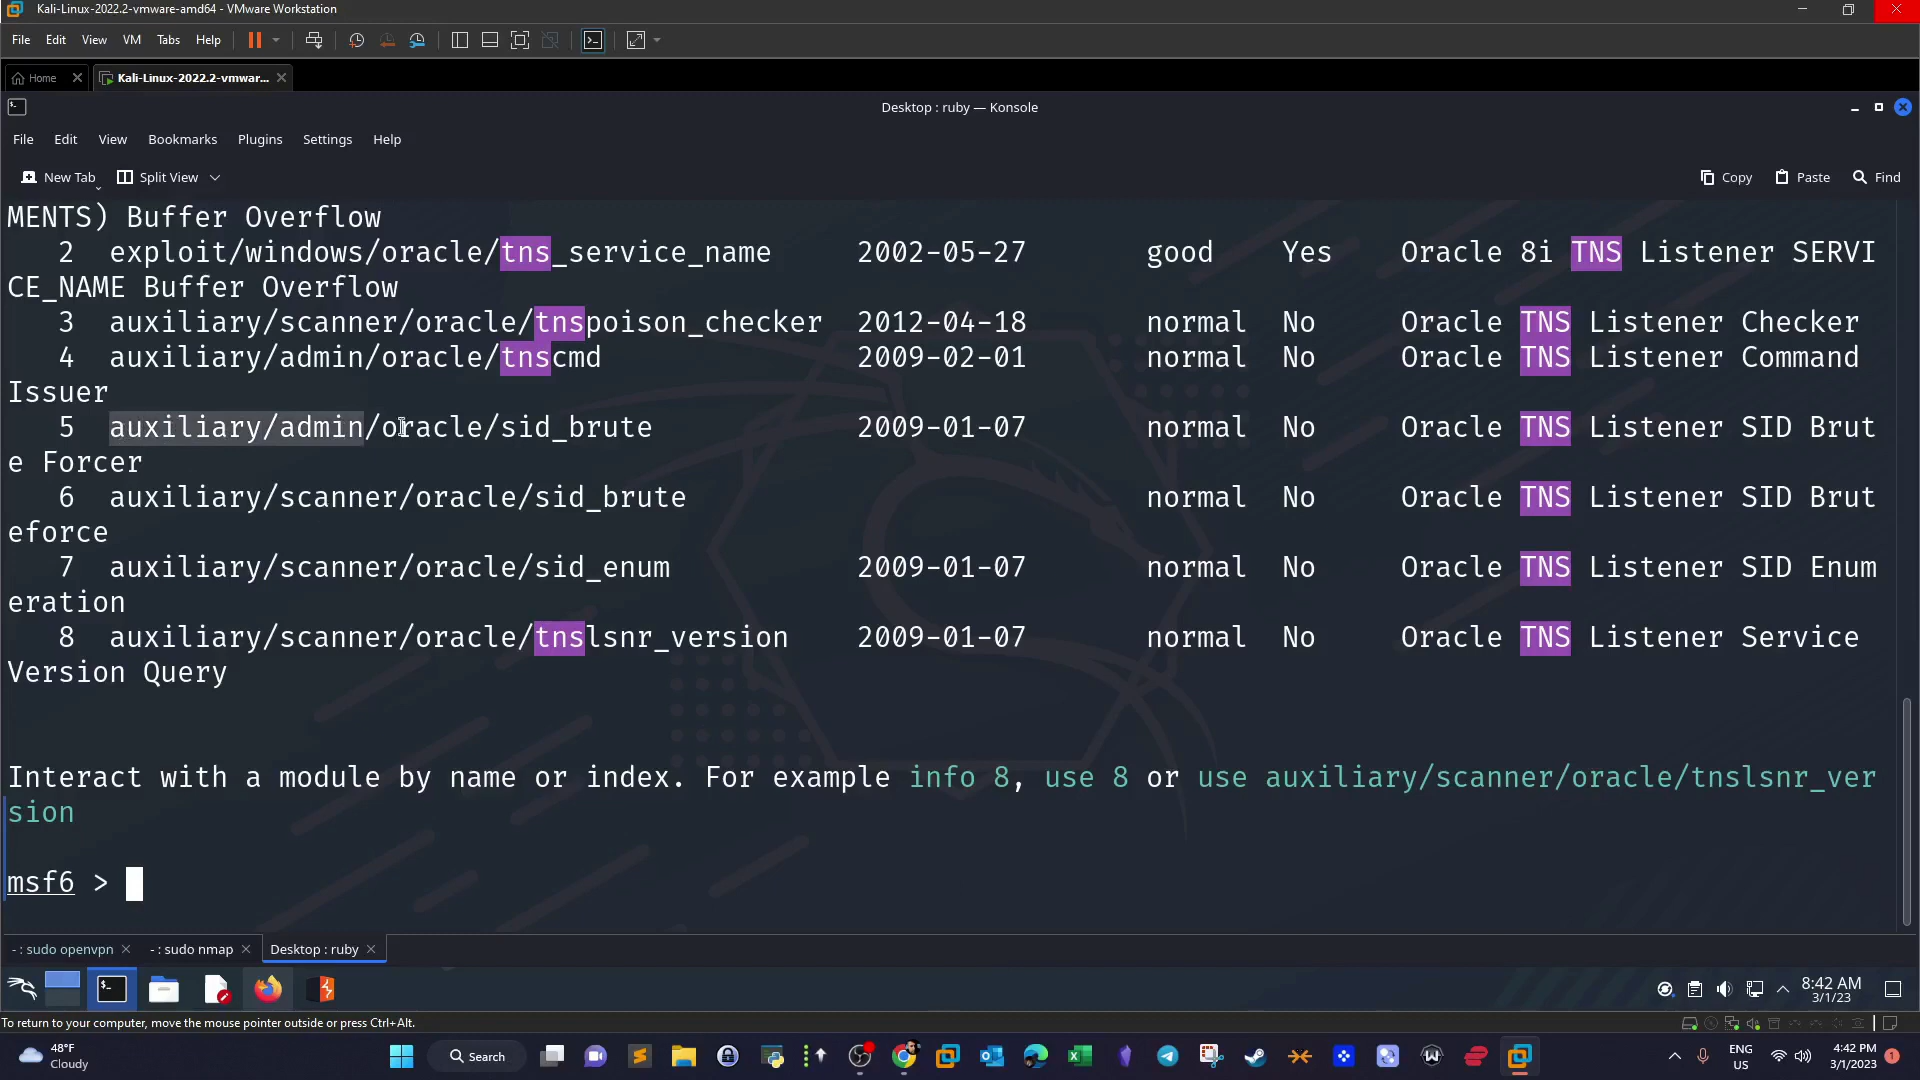 Kali-Linux-2022.2-vmware-amd64 - VMware Workstation
File Edit View VM Tabs Help
Home Kali-Linux-2022.2-vmwar...
Desktop : ruby — Konsole
File Edit View Bookmarks Plugins Settings Help
New Tab Split View Copy Paste Find
MENTS) Buffer Overflow
2 exploit/windows/oracle/tns_service_name 2002-05-27 good Yes Oracle 8i TNS Listener SERVI
CE_NAME Buffer Overflow
3 auxiliary/scanner/oracle/tnspoison_checker 2012-04-18 normal No Oracle TNS Listener Checker
4 auxiliary/admin/oracle/tnscmd 2009-02-01 normal No Oracle TNS Listener Command
Issuer
5 auxiliary/admin/oracle/sid_brute 2009-01-07 normal No Oracle TNS Listener SID Brut
e Forcer
6 auxiliary/scanner/oracle/sid_brute normal No Oracle TNS Listener SID Brut
eforce
7 auxiliary/scanner/oracle/sid_enum 2009-01-07 normal No Oracle TNS Listener SID Enum
eration
8 auxiliary/scanner/oracle/tnslsnr_version 2009-01-07 normal No Oracle TNS Listener Service
Version Query
Interact with a module by name or index. For example info 8, use 8 or use auxiliary/scanner/oracle/tnslsnr_ver
sion
msf6 >
- : sudo openvpn - : sudo nmap Desktop : ruby
8:42 AM
3/1/23
To return to your computer, move the mouse pointer outside or press Ctrl+Alt.
48°F
Cloudy
Search
ENG
US
4:42 PM
3/1/2023
1